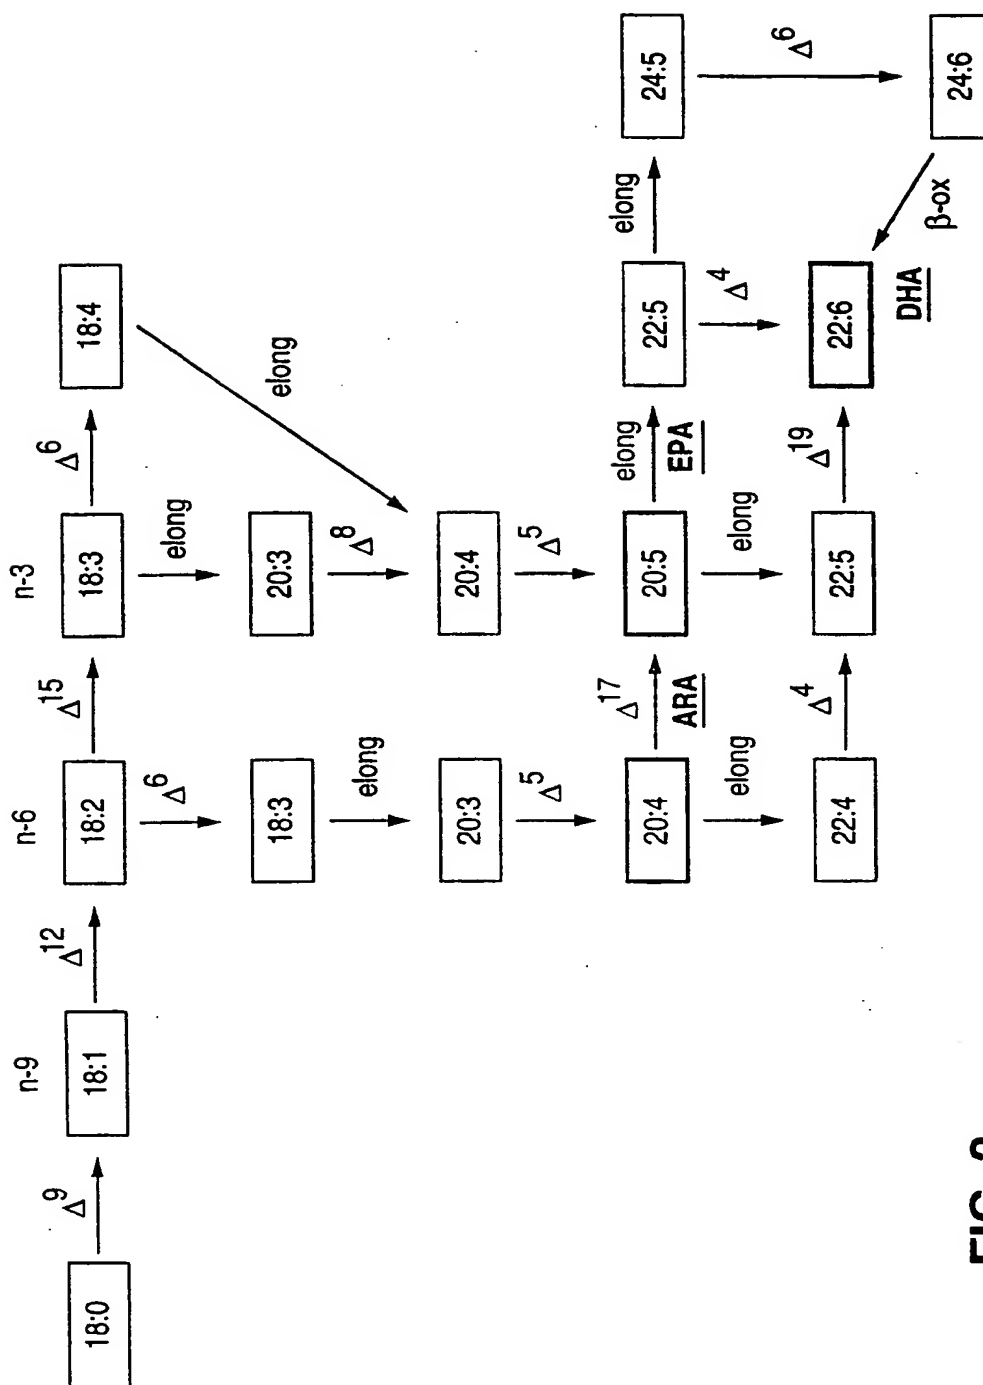 n-9 n-6 n-3
Δ9 Δ12 Δ15 Δ6
18:0 18:1 18:2 18:3 18:4
Δ6 elong
18:3 20:3 elong
elong Δ8
20:3 20:4
Δ5 Δ5
Δ17 elong elong
20:4 20:5 22:5 24:5
ARA EPA
elong elong Δ4 Δ6
Δ4 Δ19
22:4 22:5 22:6
DHA β-ox
24:6
FIG.